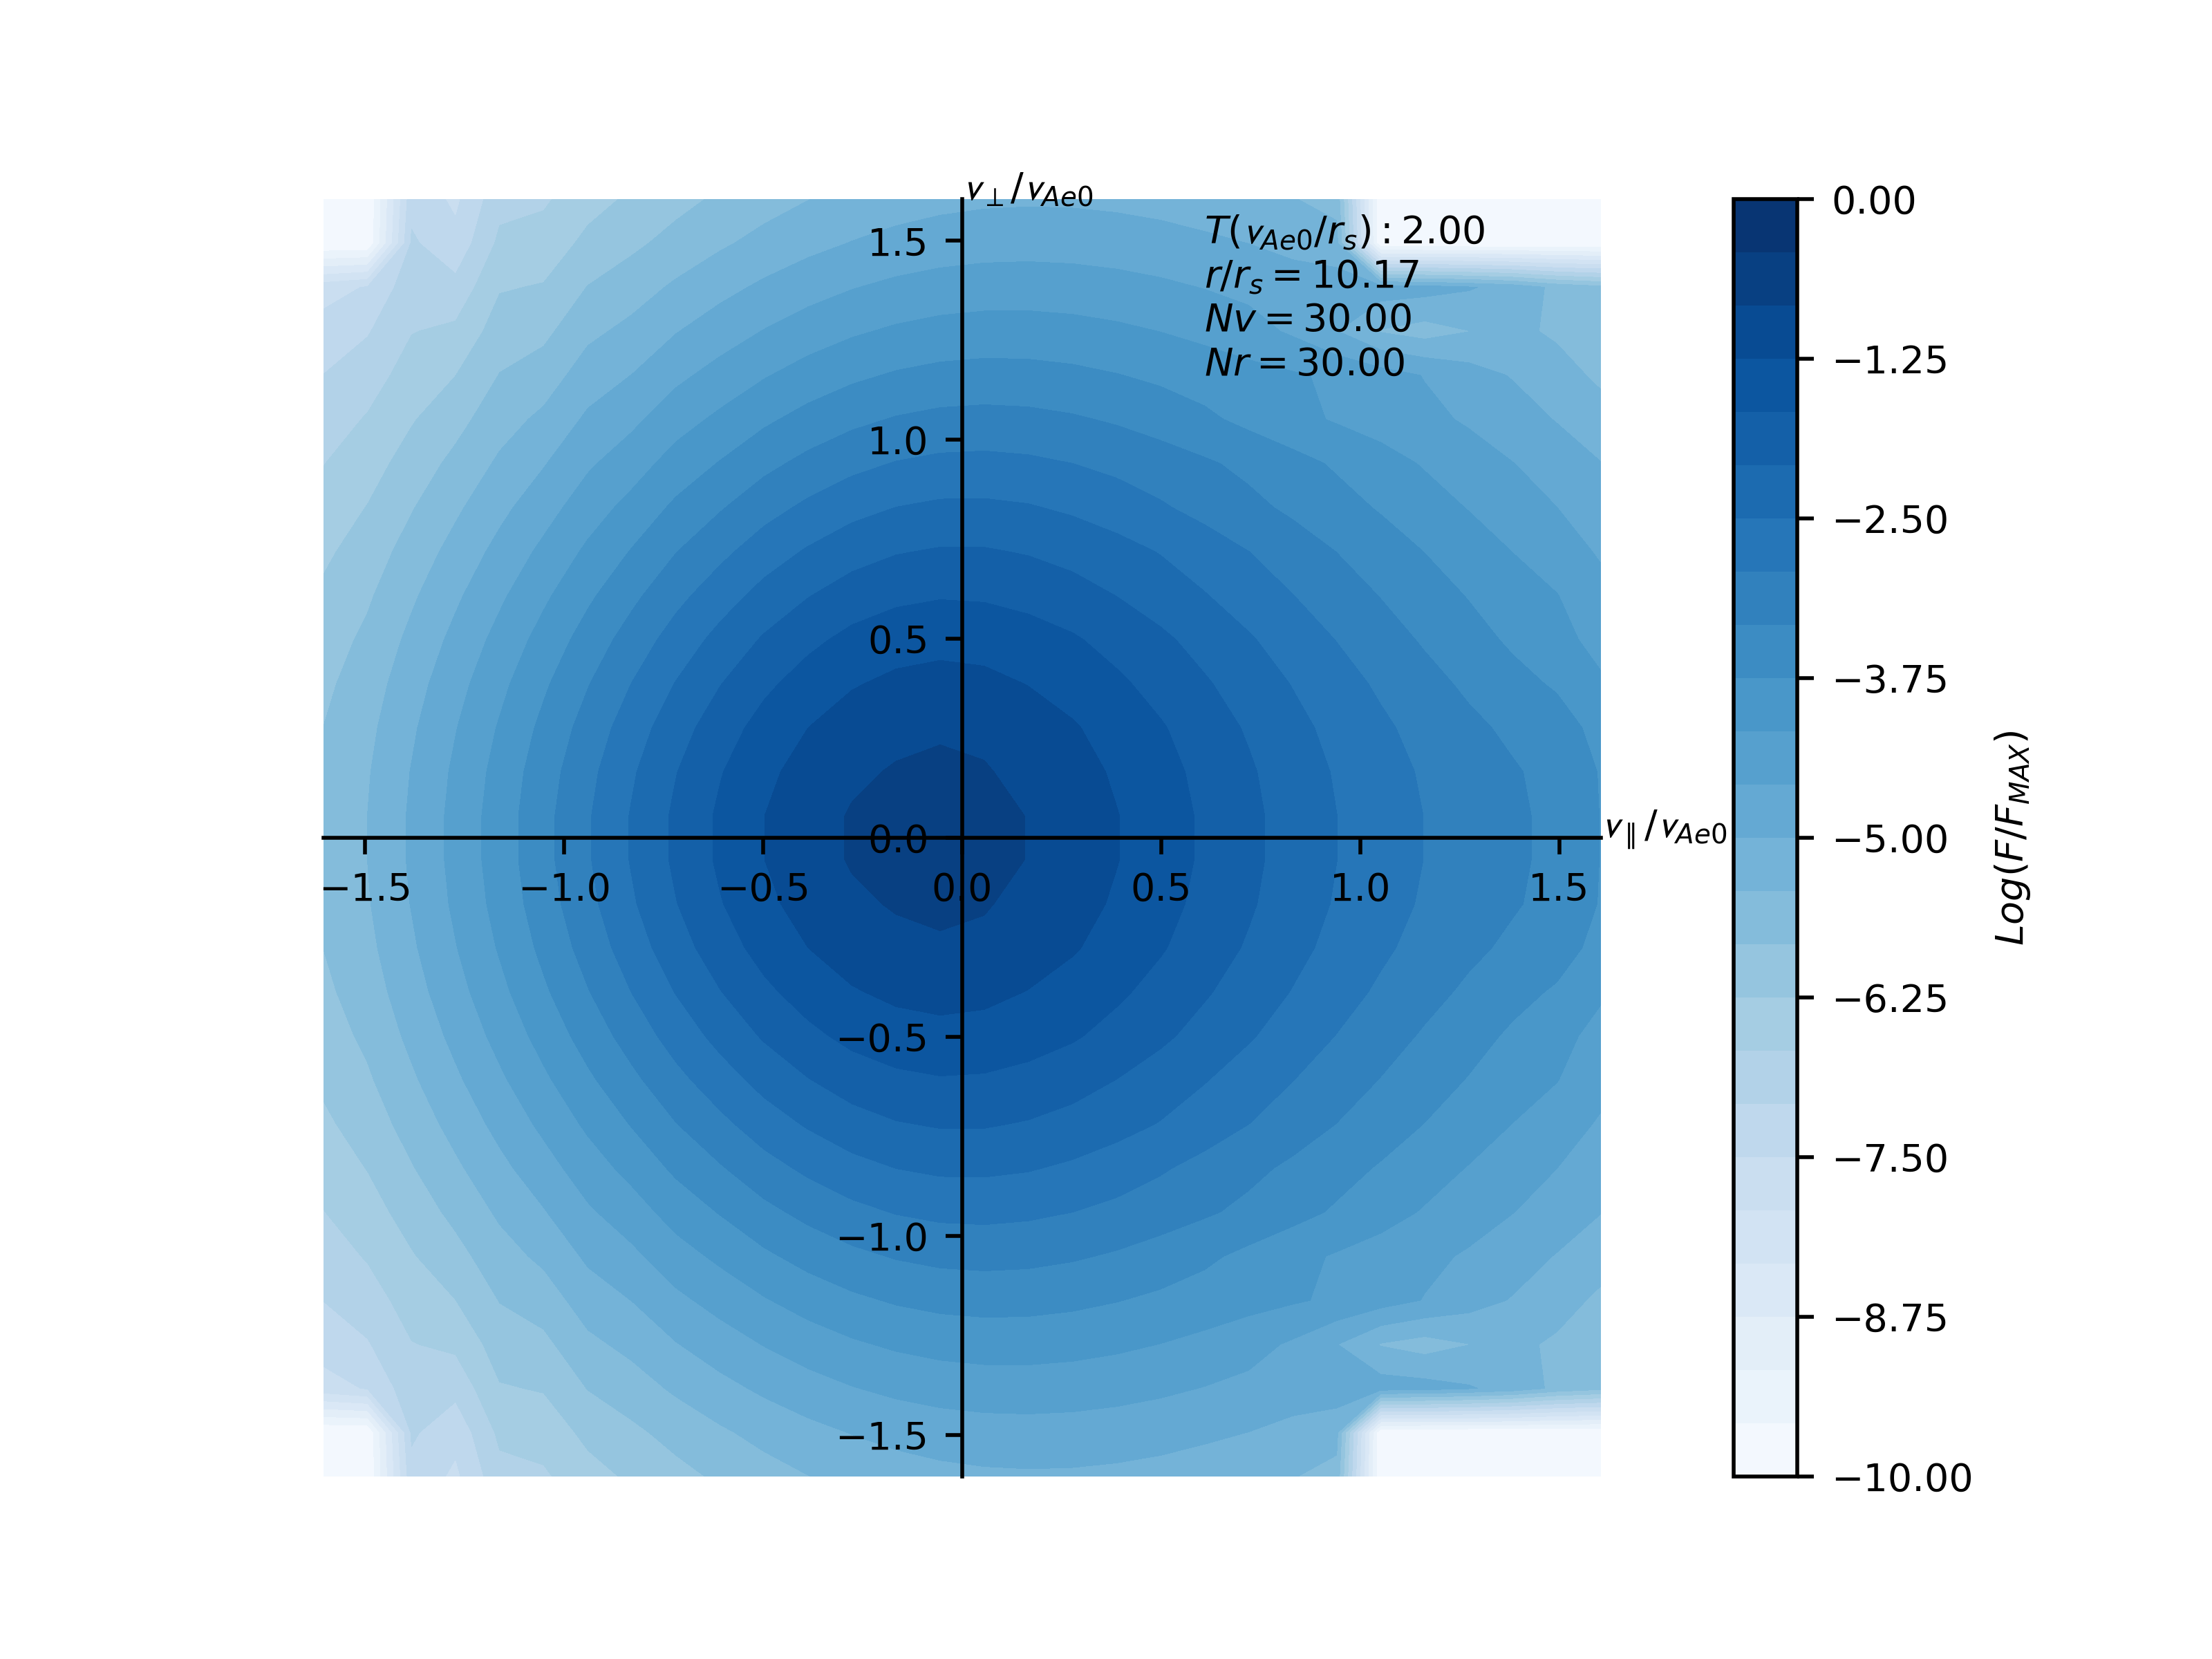 v⊥/vAe0
T(vAe0/rs):2.00
r/rs = 10.17
Nv = 30.00
Nr = 30.00
1.5
1.0
0.5
0.0
−0.5
−1.0
−1.5
−1.5 −1.0 −0.5 0.0 0.5 1.0 1.5
v∥/vAe0
0.00
−1.25
−2.50
−3.75
−5.00
−6.25
−7.50
−8.75
−10.00
Log(F/FMAX)